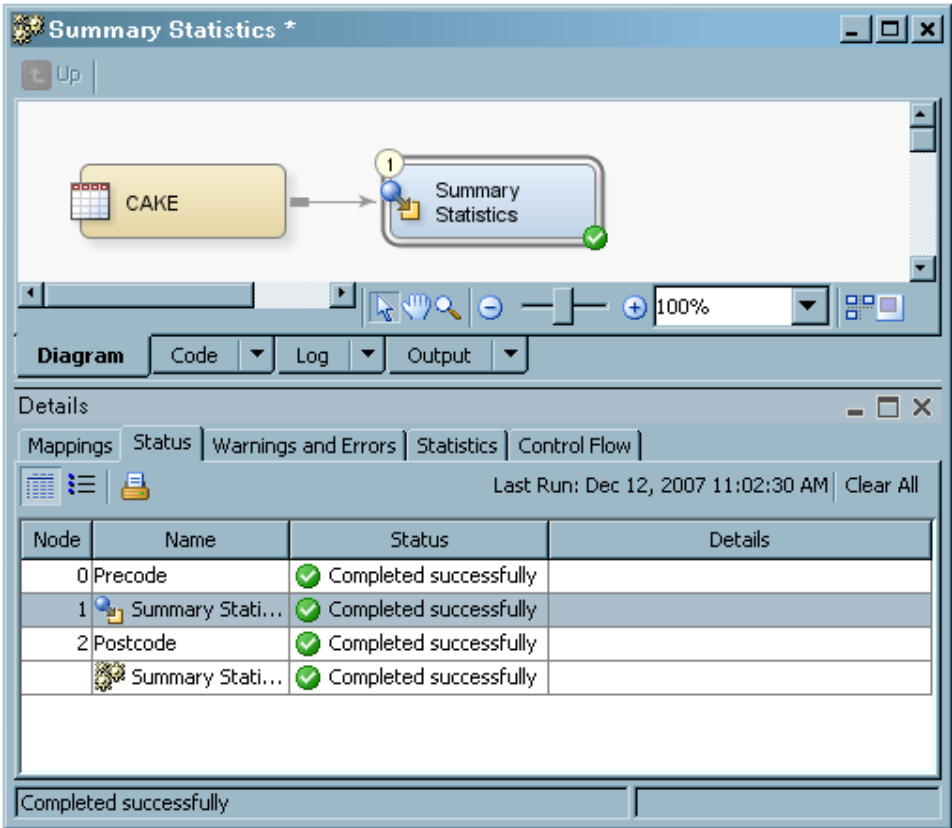 Summary Statistics *
Up
CAKE
1
Summary
Statistics
100%
Diagram Code Log Output
Details
Mappings Status Warnings and Errors Statistics Control Flow
Last Run: Dec 12, 2007 11:02:30 AM Clear All
Node Name Status Details
0 Precode Completed successfully
1 Summary Stati... Completed successfully
2 Postcode Completed successfully
Summary Stati... Completed successfully
Completed successfully